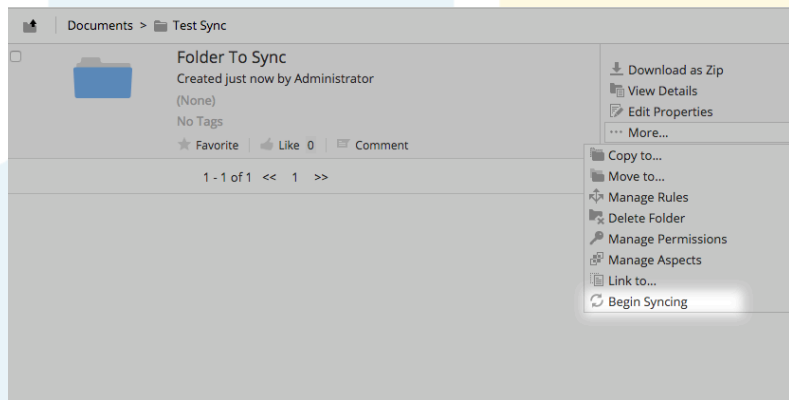 Documents > Test Sync
Folder To Sync
Created just now by Administrator
(None)
No Tags
Favorite Like 0 Comment
1 - 1 of 1 << 1 >>
Download as Zip
View Details
Edit Properties
··· More...
Copy to...
Move to...
Manage Rules
Delete Folder
Manage Permissions
Manage Aspects
Link to...
Begin Syncing